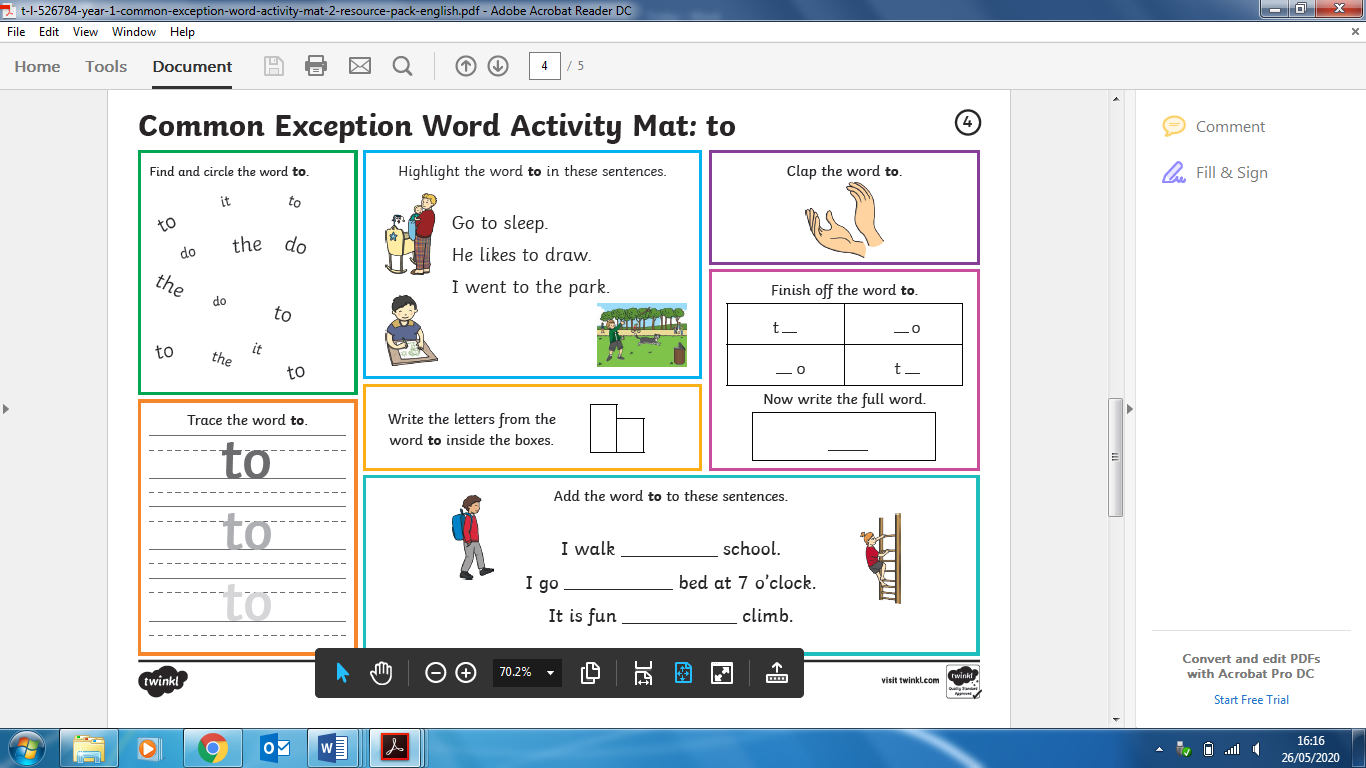 t-l-526784-year-1-common-exception-word-activity-mat-2-resource-pack-english.pdf - Adobe Acrobat Reader DC
File Edit View Window Help
Home Tools Document
4 / 5
Common Exception Word Activity Mat: to
4
Find and circle the word to.
it
to
to
do
the
do
the
do
to
to
the
it
to
Trace the word to.
to
to
to
Highlight the word to in these sentences.
Go to sleep.
He likes to draw.
I went to the park.
Write the letters from the
word to inside the boxes.
Clap the word to.
Finish off the word to.
t __ __ o
__ o t __
Now write the full word.
Add the word to to these sentences.
I walk __________ school.
I go ___________ bed at 7 o'clock.
It is fun ____________ climb.
twinkl
visit twinkl.com
twinkl
Quality Standard
Approved
70.2%
Comment
Fill & Sign
Convert and edit PDFs
with Acrobat Pro DC
Start Free Trial
16:16
26/05/2020